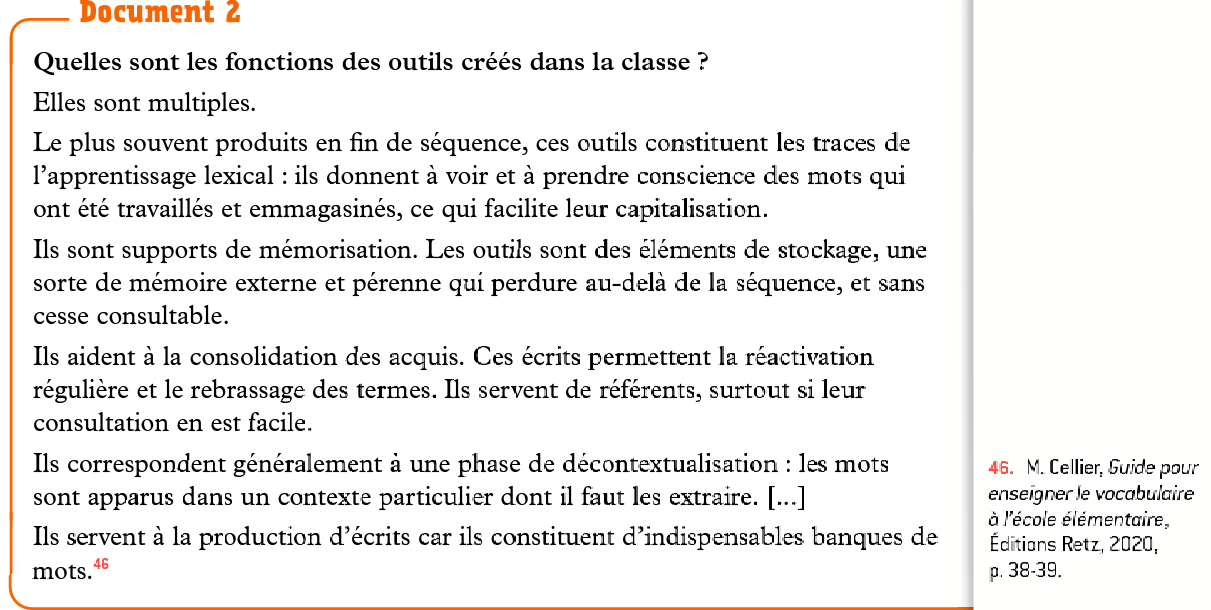 Document 2
Quelles sont les fonctions des outils créés dans la classe ?
Elles sont multiples.
Le plus souvent produits en fin de séquence, ces outils constituent les traces de
l'apprentissage lexical : ils donnent à voir et à prendre conscience des mots qui
ont été travaillés et emmagasinés, ce qui facilite leur capitalisation.
Ils sont supports de mémorisation. Les outils sont des éléments de stockage, une
sorte de mémoire externe et pérenne qui perdure au-delà de la séquence, et sans
cesse consultable.
Ils aident à la consolidation des acquis. Ces écrits permettent la réactivation
régulière et le rebrassage des termes. Ils servent de référents, surtout si leur
consultation en est facile.
Ils correspondent généralement à une phase de décontextualisation : les mots
sont apparus dans un contexte particulier dont il faut les extraire. [...]
Ils servent à la production d'écrits car ils constituent d'indispensables banques de
mots.46
46. M. Cellier, Guide pour
enseigner le vocabulaire
à l'école élémentaire,
Éditions Retz, 2020,
p. 38-39.